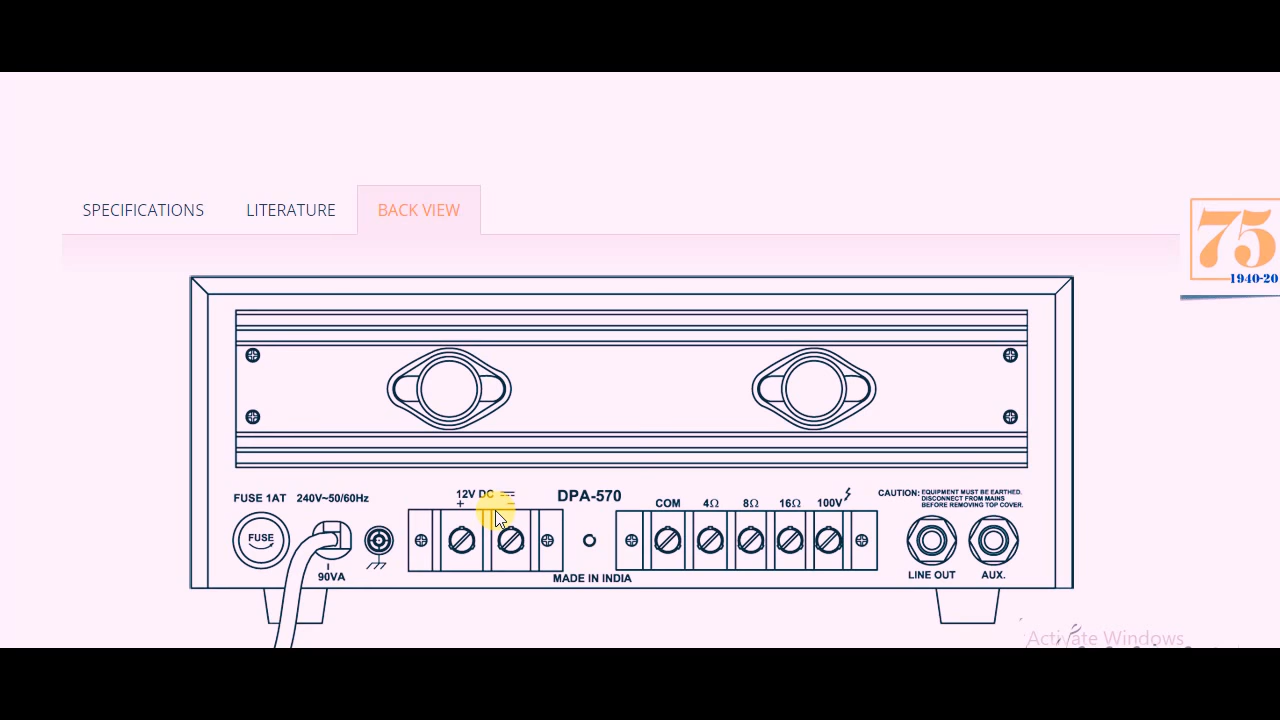 SPECIFICATIONS LITERATURE BACK VIEW
75
1940-20
FUSE 1AT 240V~50/60Hz
12V DC
+ −
DPA-570
COM 4Ω 8Ω 16Ω 100V
CAUTION: EQUIPMENT MUST BE EARTHED.
DISCONNECT FROM MAINS
BEFORE REMOVING TOP COVER.
FUSE
90VA
MADE IN INDIA
LINE OUT AUX.
Activate Windows